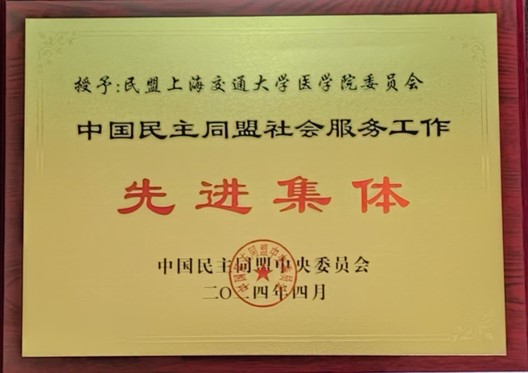 授予:民盟上海交通大学医学院委员会
中国民主同盟社会服务工作
先进集体
中国民主同盟中央委员会
二〇二四年四月